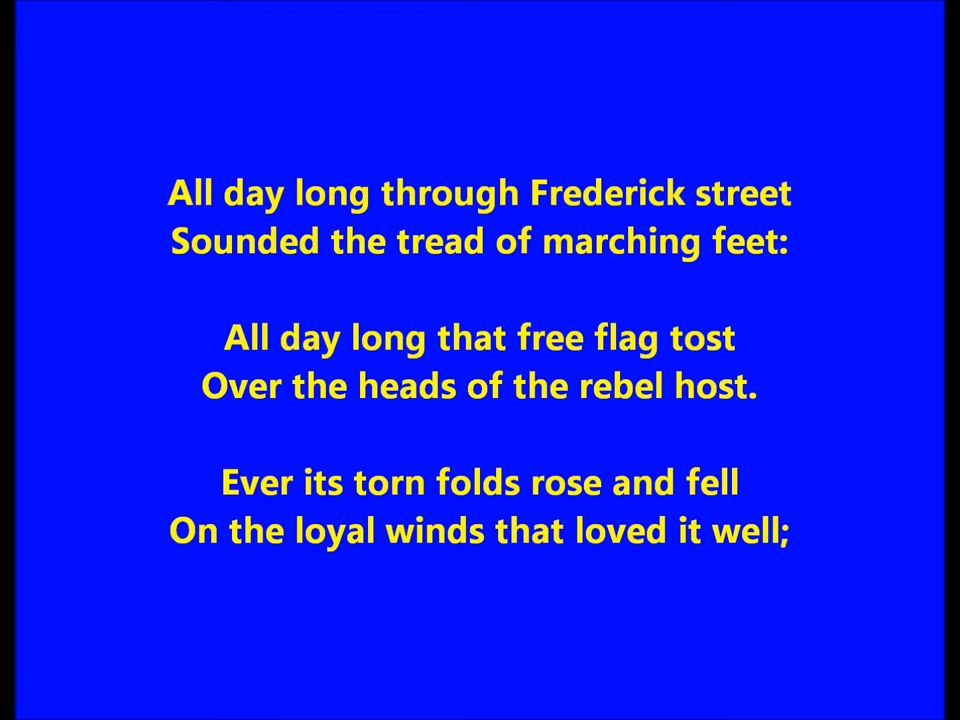 All day long through Frederick street
Sounded the tread of marching feet:
All day long that free flag tost
Over the heads of the rebel host.
Ever its torn folds rose and fell
On the loyal winds that loved it well;